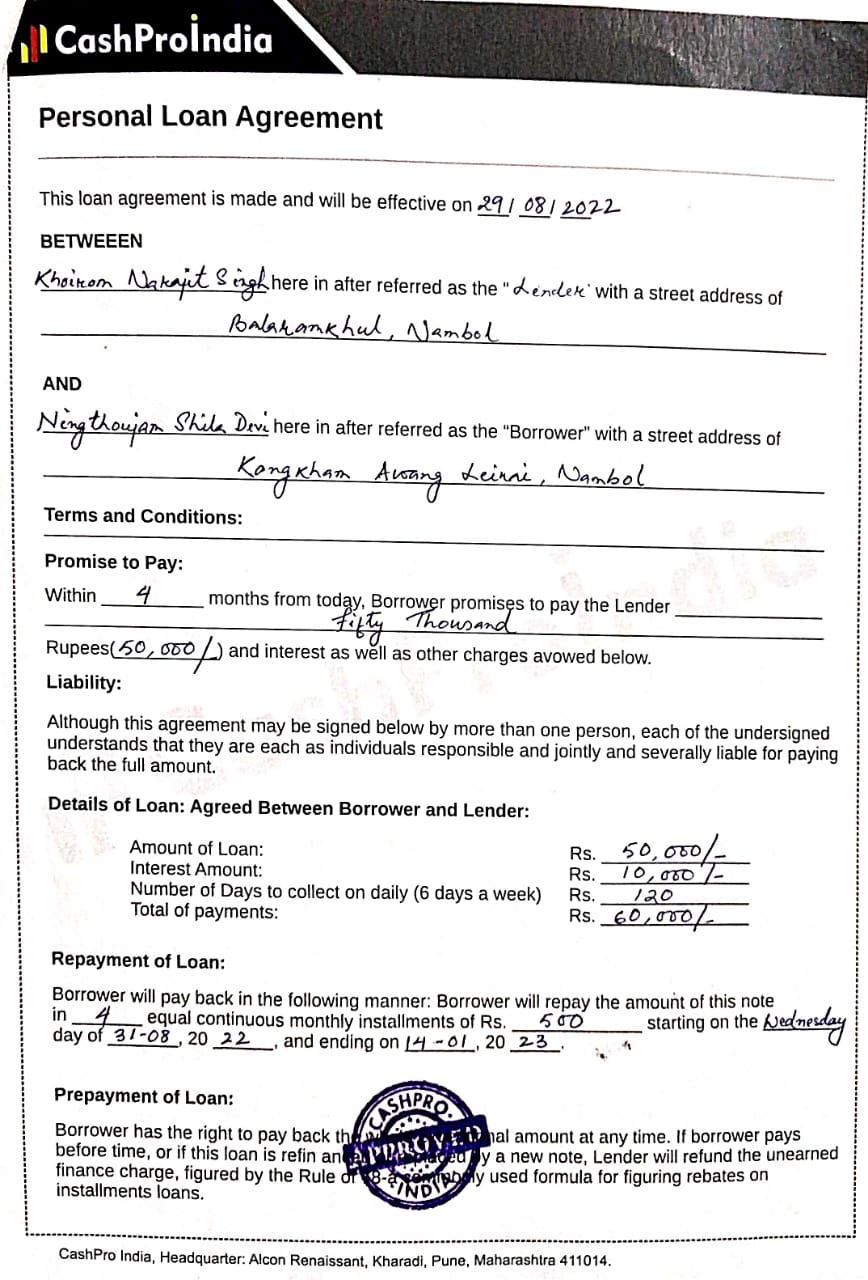 CashProIndia
Personal Loan Agreement
This loan agreement is made and will be effective on 29/08/2022
BETWEEEN
Khoirom Nakajit Singh here in after referred as the "Lender" with a street address of
Balaramkhul, Nambol
AND
Ningthoujam Shila Devi here in after referred as the "Borrower" with a street address of
Kongkham Awang Leirai, Nambol
Terms and Conditions:
Promise to Pay:
Within 4 months from today, Borrower promises to pay the Lender
Fifty Thousand
Rupees(50,000/-) and interest as well as other charges avowed below.
Liability:
Although this agreement may be signed below by more than one person, each of the undersigned
understands that they are each as individuals responsible and jointly and severally liable for paying
back the full amount.
Details of Loan: Agreed Between Borrower and Lender:
Amount of Loan: Rs. 50,000/-
Interest Amount: Rs. 10,000/-
Number of Days to collect on daily (6 days a week) Rs. 120
Total of payments: Rs. 60,000/-
Repayment of Loan:
Borrower will pay back in the following manner: Borrower will repay the amount of this note
in 4 equal continuous monthly installments of Rs. 500 starting on the Wednesday
day of 31-08, 20 22, and ending on 14-01, 20 23.
Prepayment of Loan:
CASHPRO
Borrower has the right to pay back the amount at any time. If borrower pays
APPROVED
before time, or if this loan is refin by a new note, Lender will refund the unearned
finance charge, figured by the Rule of used formula for figuring rebates on
INDIA
installments loans.
CashPro India, Headquarter: Alcon Renaissant, Kharadi, Pune, Maharashtra 411014.